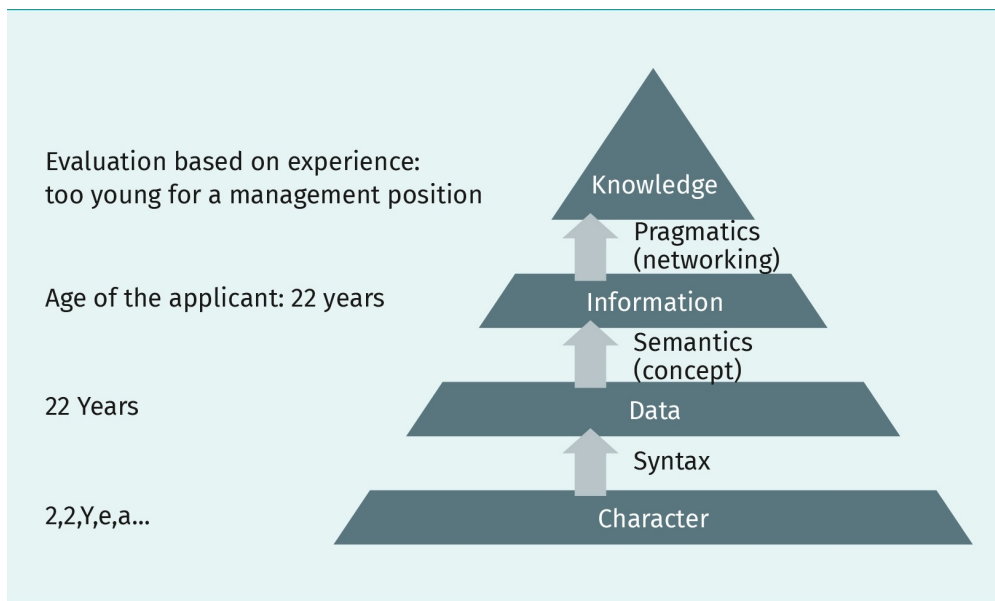 Evaluation based on experience:
too young for a management position
Knowledge
Pragmatics
(networking)
Age of the applicant: 22 years
Information
Semantics
(concept)
22 Years
Data
Syntax
2,2,Y,e,a...
Character